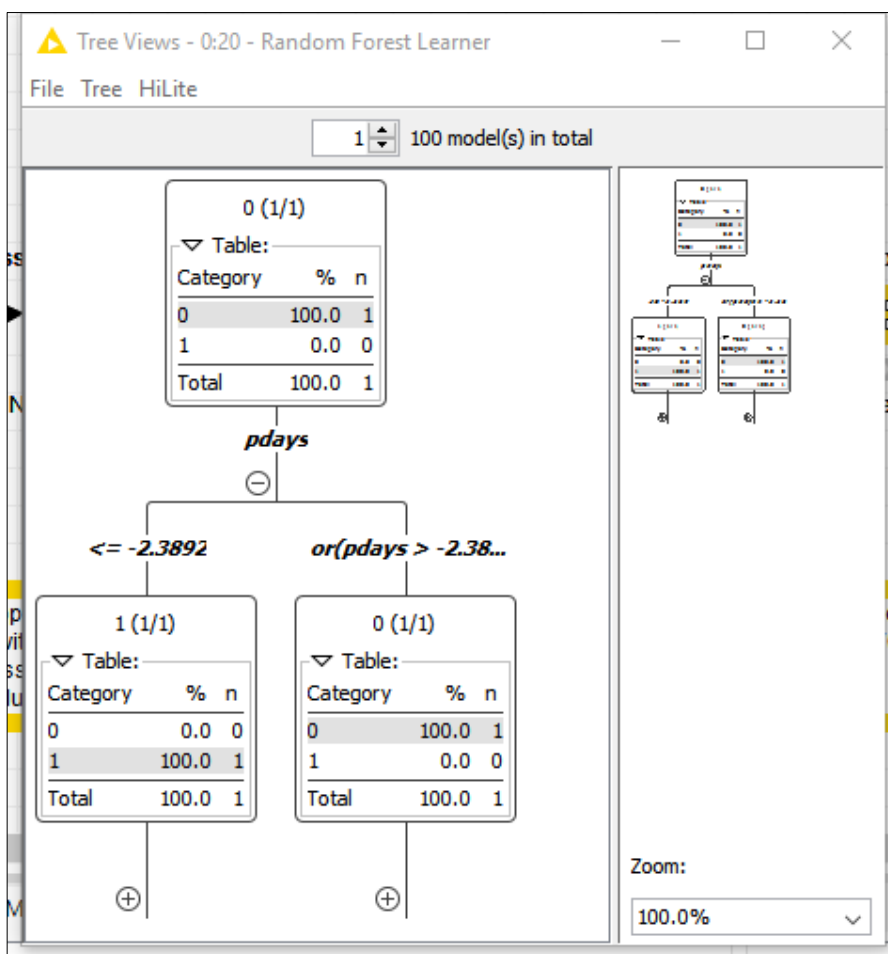 Tree Views - 0:20 - Random Forest Learner
File Tree HiLite
1 100 model(s) in total
0 (1/1)
Table:
Category % n
0 100.0 1
1 0.0 0
Total 100.0 1
pdays
<= -2.3892 or(pdays > -2.38...
1 (1/1)
Table:
Category % n
0 0.0 0
1 100.0 1
Total 100.0 1
0 (1/1)
Table:
Category % n
0 100.0 1
1 0.0 0
Total 100.0 1
Zoom:
100.0%